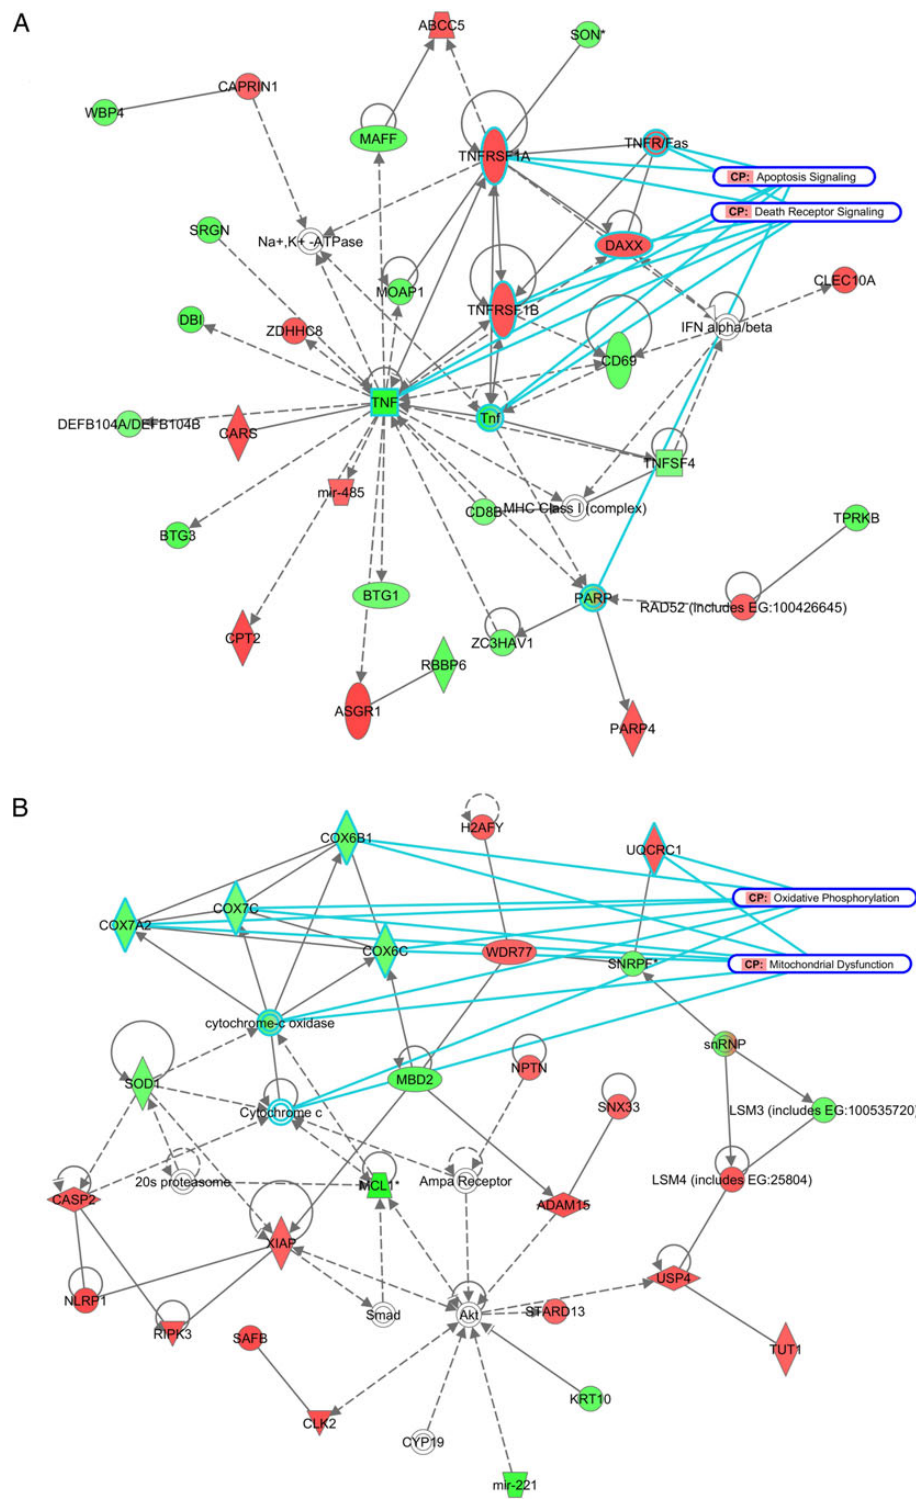 A
ABCC5
SON*
CAPRIN1
WBP4
MAFF
TNFRSF1A
TNFR/Fas
CP: Apoptosis Signaling
CP: Death Receptor Signaling
SRGN
Na+,K+ -ATPase
DAXX
CLEC10A
MOAP1
DBI
ZDHHC8
TNFRSF1B
IFN alpha/beta
CD69
TNF
Tnf
DEFB104A/DEFB104B
CARS
TNFSF4
mir-485
CD8B
MHC Class I (complex)
BTG3
TPRKB
BTG1
PARP
RAD52 (includes EG:100426645)
CPT2
ZC3HAV1
RBBP6
ASGR1
PARP4
B
H2AFY
COX6B1
UQCRC1
CP: Oxidative Phosphorylation
COX7C
COX7A2
COX6C
WDR77
SNRPF*
CP: Mitochondrial Dysfunction
cytochrome-c oxidase
snRNP
SOD1
MBD2
NPTN
Cytochrome c
SNX33
LSM3 (includes EG:100535720)
20s proteasome
MCL1*
Ampa Receptor
LSM4 (includes EG:25804)
CASP2
ADAM15
XIAP
USP4
NLRP1
Smad
Akt
STARD13
RIPK3
SAFB
TUT1
KRT10
CLK2
CYP19
mir-221